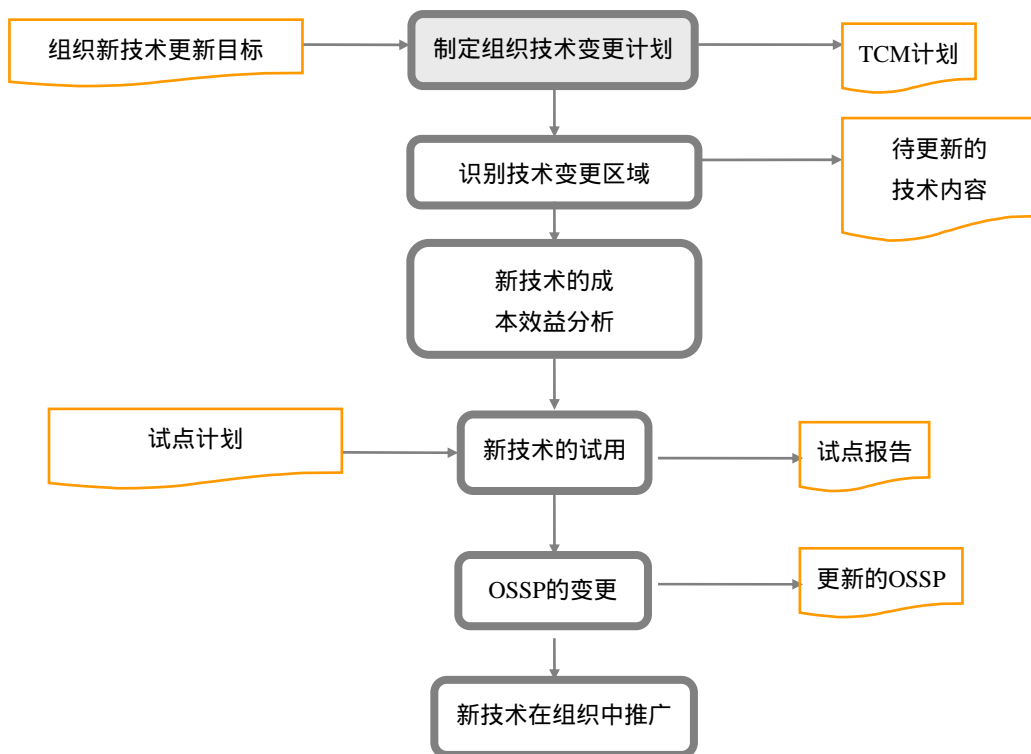 组织新技术更新目标
制定组织技术变更计划
TCM计划
识别技术变更区域
待更新的
技术内容
新技术的成
本效益分析
试点计划
新技术的试用
试点报告
OSSP的变更
更新的OSSP
新技术在组织中推广